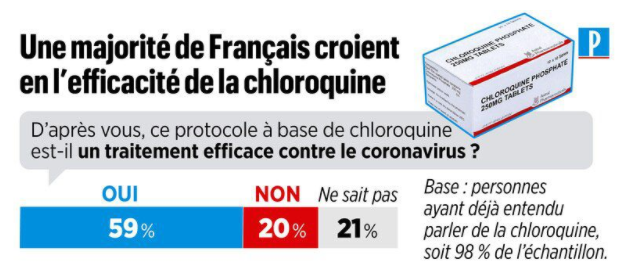 Une majorité de Français croient
en l'efficacité de la chloroquine
CHLOROQUINE PHOSPHATE
250MG TABLETS
CHLOROQUINE PHOSPHATE
250MG TABLETS
P
D'après vous, ce protocole à base de chloroquine
est-il un traitement efficace contre le coronavirus ?
OUI NON Ne sait pas
59 % 20 % 21 %
Base : personnes
ayant déjà entendu
parler de la chloroquine,
soit 98 % de l'échantillon.